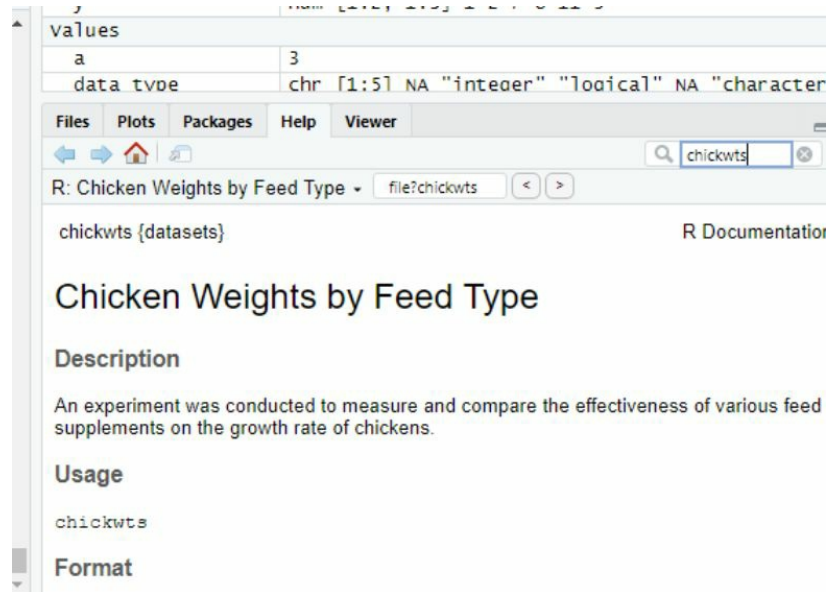 values
a 3
data type chr [1:5] NA "integer" "logical" NA "character
Files Plots Packages Help Viewer
chickwts
R: Chicken Weights by Feed Type file?chickwts < >
chickwts {datasets} R Documentation
Chicken Weights by Feed Type
Description
An experiment was conducted to measure and compare the effectiveness of various feed
supplements on the growth rate of chickens.
Usage
chickwts
Format